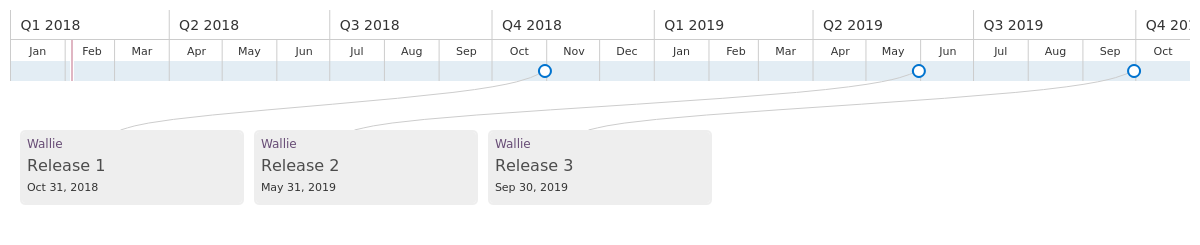 Q1 2018 Q2 2018 Q3 2018 Q4 2018 Q1 2019 Q2 2019 Q3 2019 Q4
Jan Feb Mar Apr May Jun Jul Aug Sep Oct Nov Dec Jan Feb Mar Apr May Jun Jul Aug Sep Oct
Wallie
Release 1
Oct 31, 2018
Wallie
Release 2
May 31, 2019
Wallie
Release 3
Sep 30, 2019